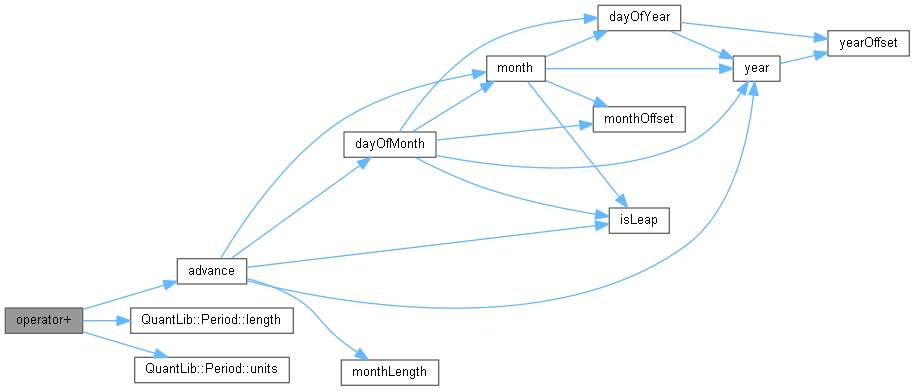 dayOfYear
yearOffset
month
year
monthOffset
dayOfMonth
isLeap
advance
operator+
QuantLib::Period::length
QuantLib::Period::units
monthLength